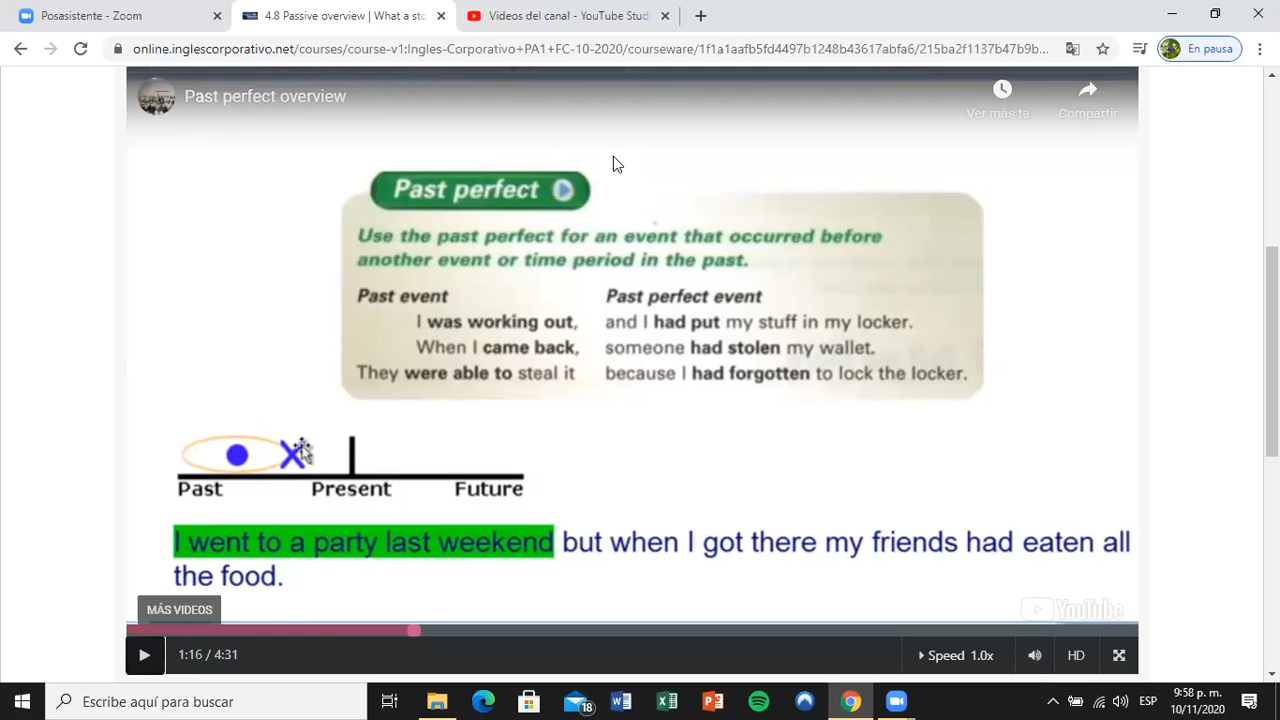 Posasistente - Zoom
4.8 Passive overview | What a sto
Videos del canal - YouTube Stud
online.inglescorporativo.net/courses/course-v1:Ingles-Corporativo+PA1+FC-10-2020/courseware/1f1a1aafb5fd4497b1248b43617abfa6/215ba2f1137b47b9b...
En pausa
Past perfect overview
Ver más ta...
Compartir
Past perfect
Use the past perfect for an event that occurred before
another event or time period in the past.
Past event Past perfect event
I was working out, and I had put my stuff in my locker.
When I came back, someone had stolen my wallet.
They were able to steal it because I had forgotten to lock the locker.
Past Present Future
I went to a party last weekend but when I got there my friends had eaten all
the food.
MÁS VIDEOS
YouTube
1:16 / 4:31
Speed 1.0x
HD
Escribe aquí para buscar
18
ESP
9:58 p. m.
10/11/2020